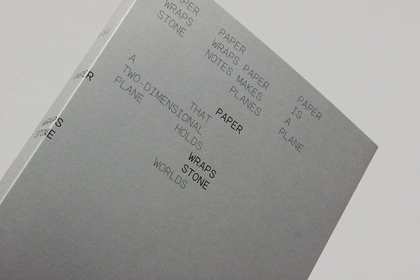 PAPER
WRAPS
STONE
PAPER
WRAPS PAPER
NOTES MAKES
PLANES
PAPER
IS
A
PLANE
A
TWO-DIMENSIONAL
PLANE
THAT
HOLDS
WORLDS
PAPER
WRAPS
STONE